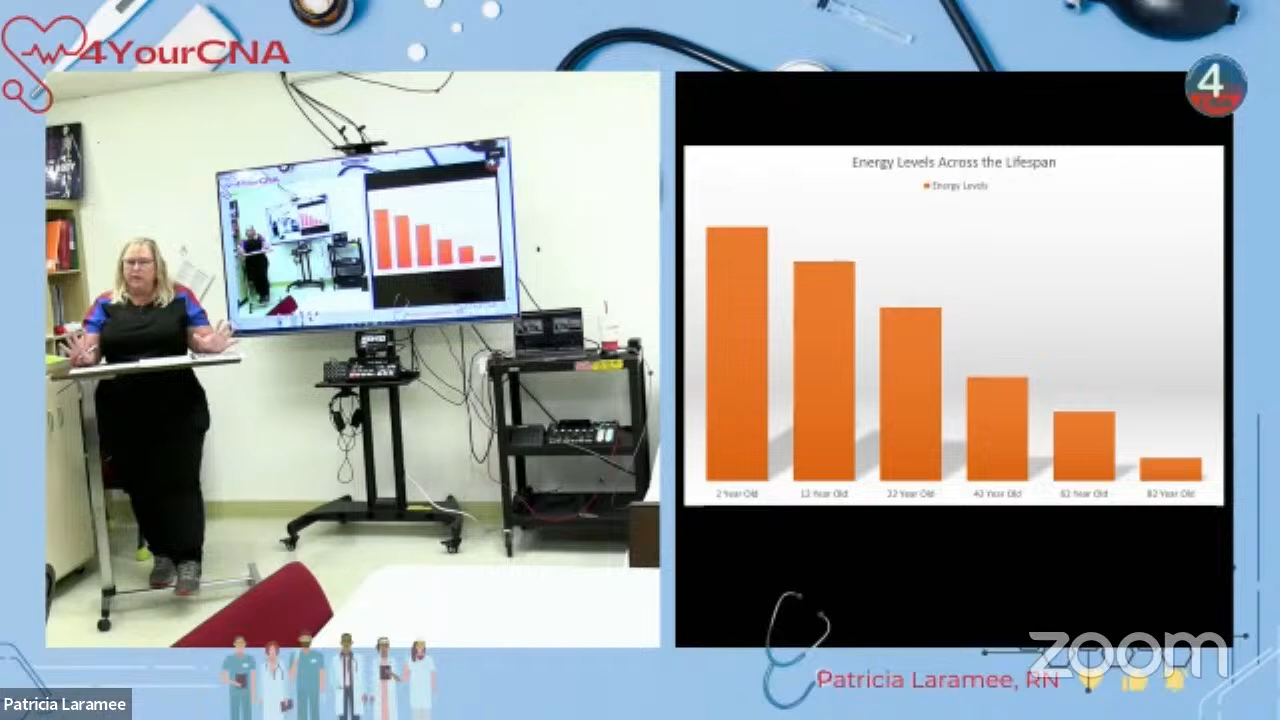 4YourCNA
4
Energy Levels Across the Lifespan
Energy Levels
2 Year Old
12 Year Old
22 Year Old
42 Year Old
62 Year Old
82 Year Old
zoom
Patricia Laramee, RN
Patricia Laramee